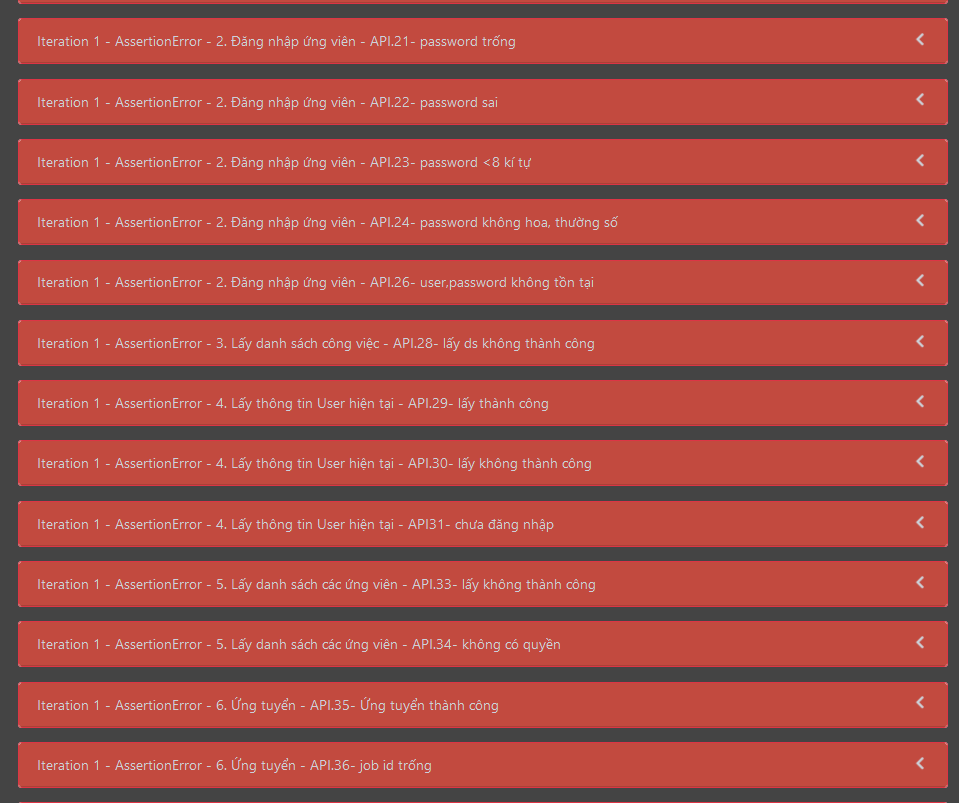 Iteration 1 - AssertionError - 2. Đăng nhập ứng viên - API.21- password trống
Iteration 1 - AssertionError - 2. Đăng nhập ứng viên - API.22- password sai
Iteration 1 - AssertionError - 2. Đăng nhập ứng viên - API.23- password <8 kí tự
Iteration 1 - AssertionError - 2. Đăng nhập ứng viên - API.24- password không hoa, thường số
Iteration 1 - AssertionError - 2. Đăng nhập ứng viên - API.26- user,password không tồn tại
Iteration 1 - AssertionError - 3. Lấy danh sách công việc - API.28- lấy ds không thành công
Iteration 1 - AssertionError - 4. Lấy thông tin User hiện tại - API.29- lấy thành công
Iteration 1 - AssertionError - 4. Lấy thông tin User hiện tại - API.30- lấy không thành công
Iteration 1 - AssertionError - 4. Lấy thông tin User hiện tại - API31- chưa đăng nhập
Iteration 1 - AssertionError - 5. Lấy danh sách các ứng viên - API.33- lấy không thành công
Iteration 1 - AssertionError - 5. Lấy danh sách các ứng viên - API.34- không có quyền
Iteration 1 - AssertionError - 6. Ứng tuyển - API.35- Ứng tuyển thành công
Iteration 1 - AssertionError - 6. Ứng tuyển - API.36- job id trống